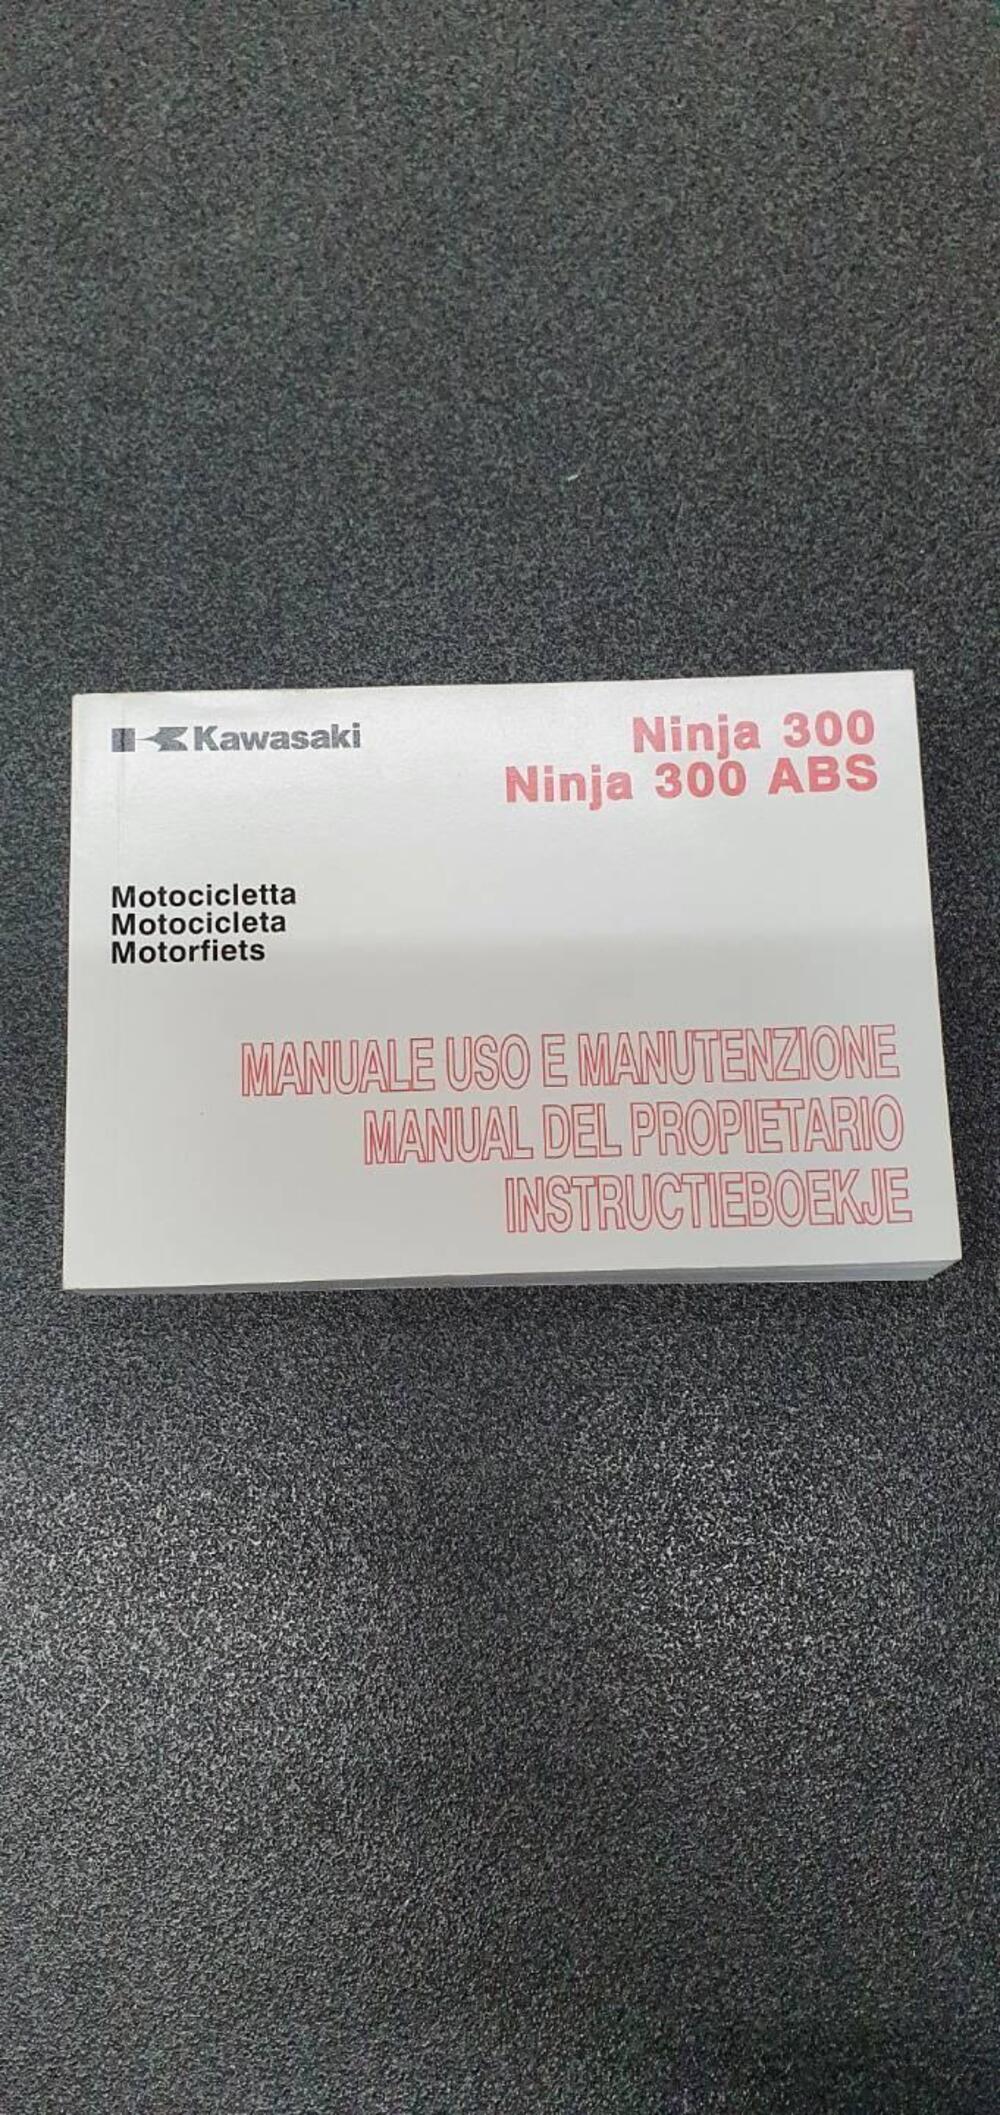 Kawasaki
Ninja 300
Ninja 300 ABS
Motocicletta
Motocicleta
Motorfiets
MANUALE USO E MANUTENZIONE
MANUAL DEL PROPIETARIO
INSTRUCTIEBOEKJE